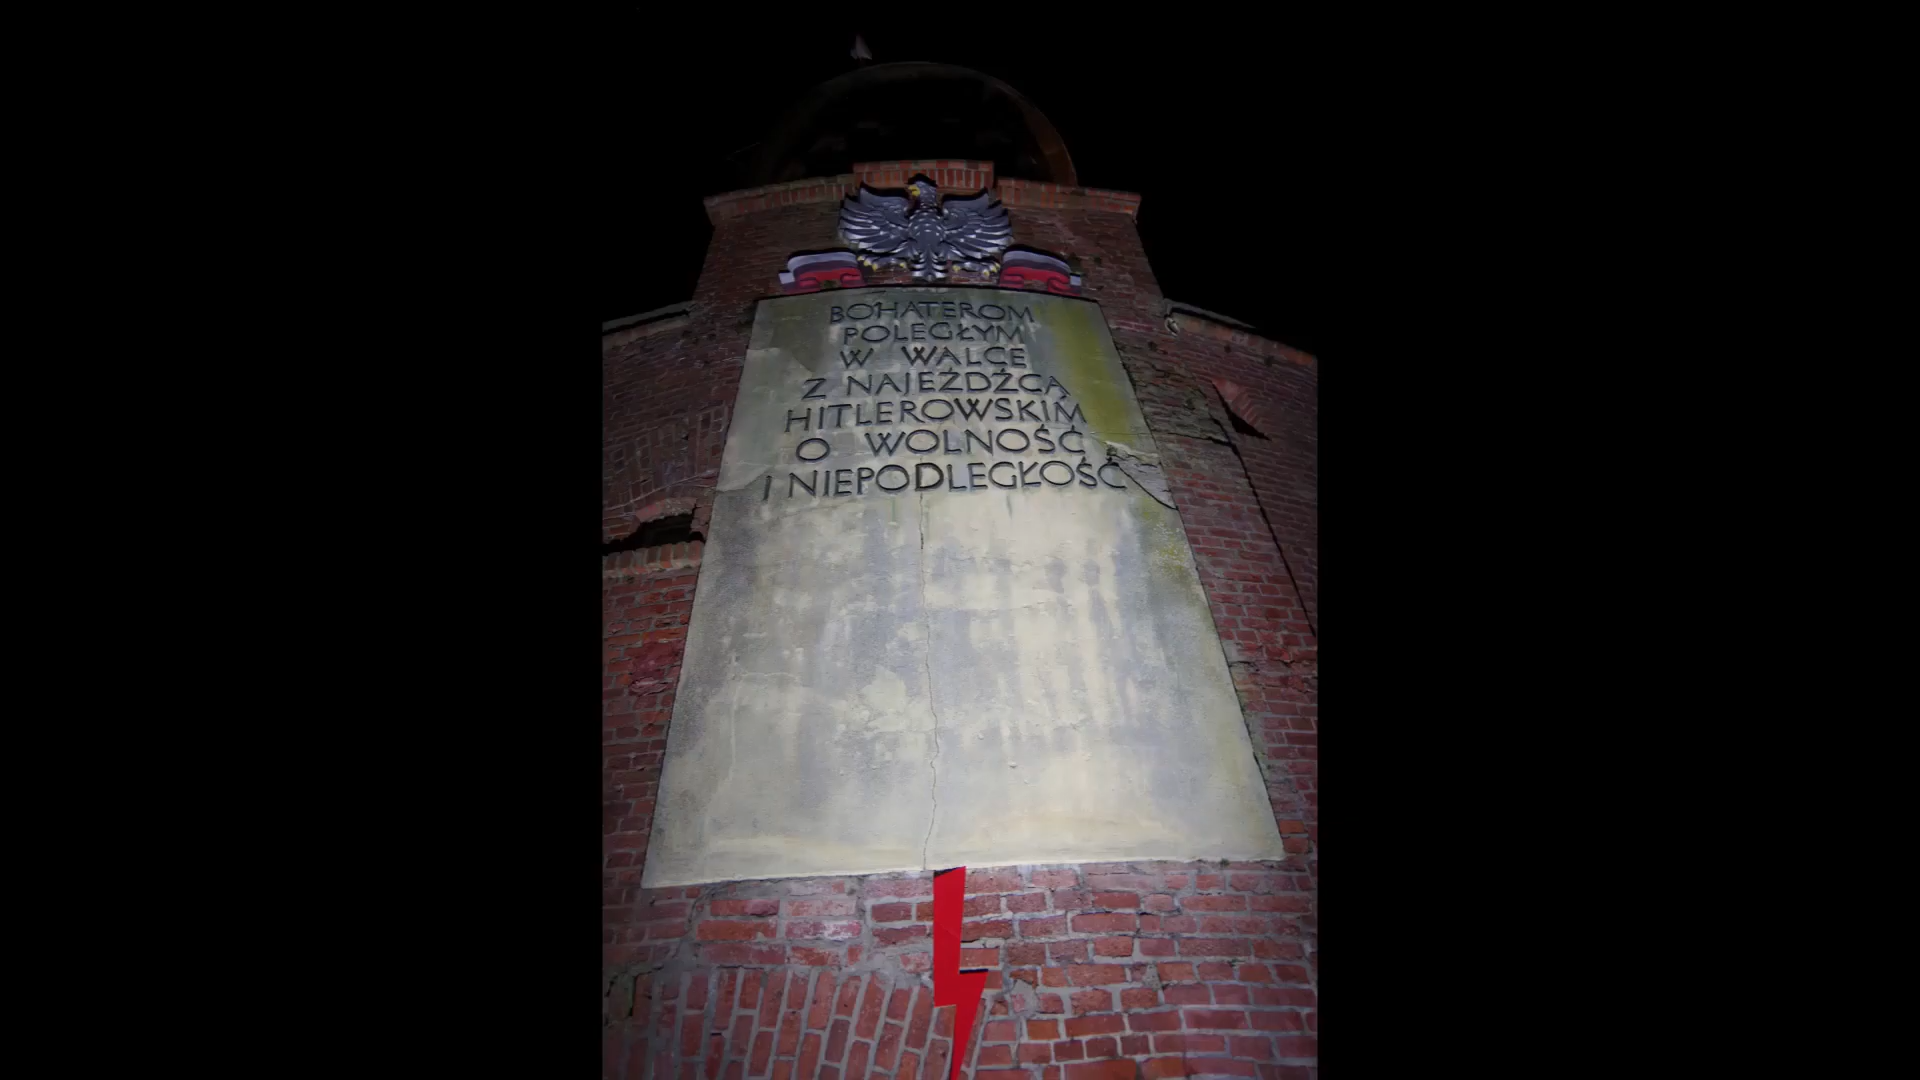 BOHATEROM
POLEGŁYM
W WALCE
Z NAJEŹDŹCĄ
HITLEROWSKIM
O WOLNOŚĆ
I NIEPODLEGŁOŚĆ